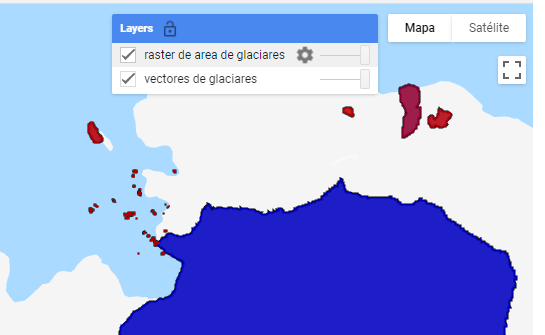 Layers
Mapa
Satélite
raster de area de glaciares
vectores de glaciares